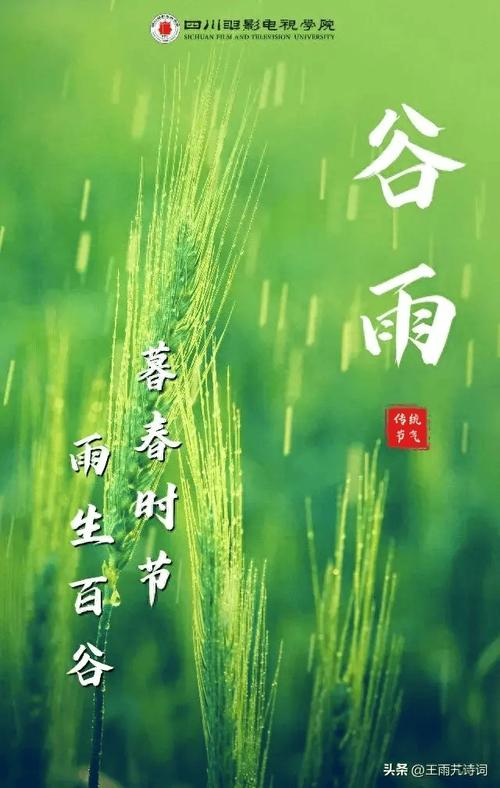 四川电影电视学院
SICHUAN FILM AND TELEVISION UNIVERSITY
谷雨
传统
节气
暮春时节
雨生百谷
头条 @王雨芃诗词